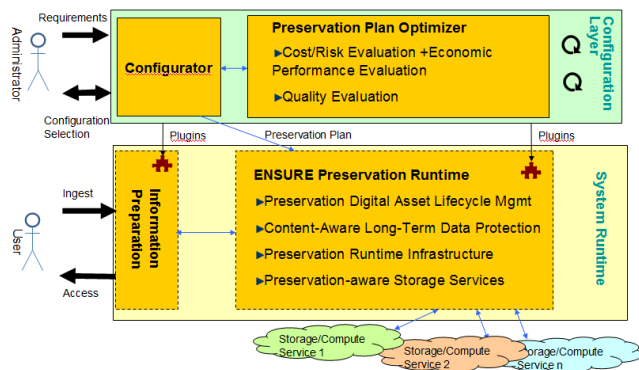 Requirements
Administrator
Configuration
Selection
Configurator
Preservation Plan Optimizer
Cost/Risk Evaluation +Economic
Performance Evaluation
Quality Evaluation
Configuration
Layer
Plugins
Preservation Plan
Plugins
Ingest
User
Access
Information
Preparation
ENSURE Preservation Runtime
Preservation Digital Asset Lifecycle Mgmt
Content-Aware Long-Term Data Protection
Preservation Runtime Infrastructure
Preservation-aware Storage Services
System Runtime
Storage/Compute
Service 1
Storage/Compute
Service 2
torage/Compute
Service n